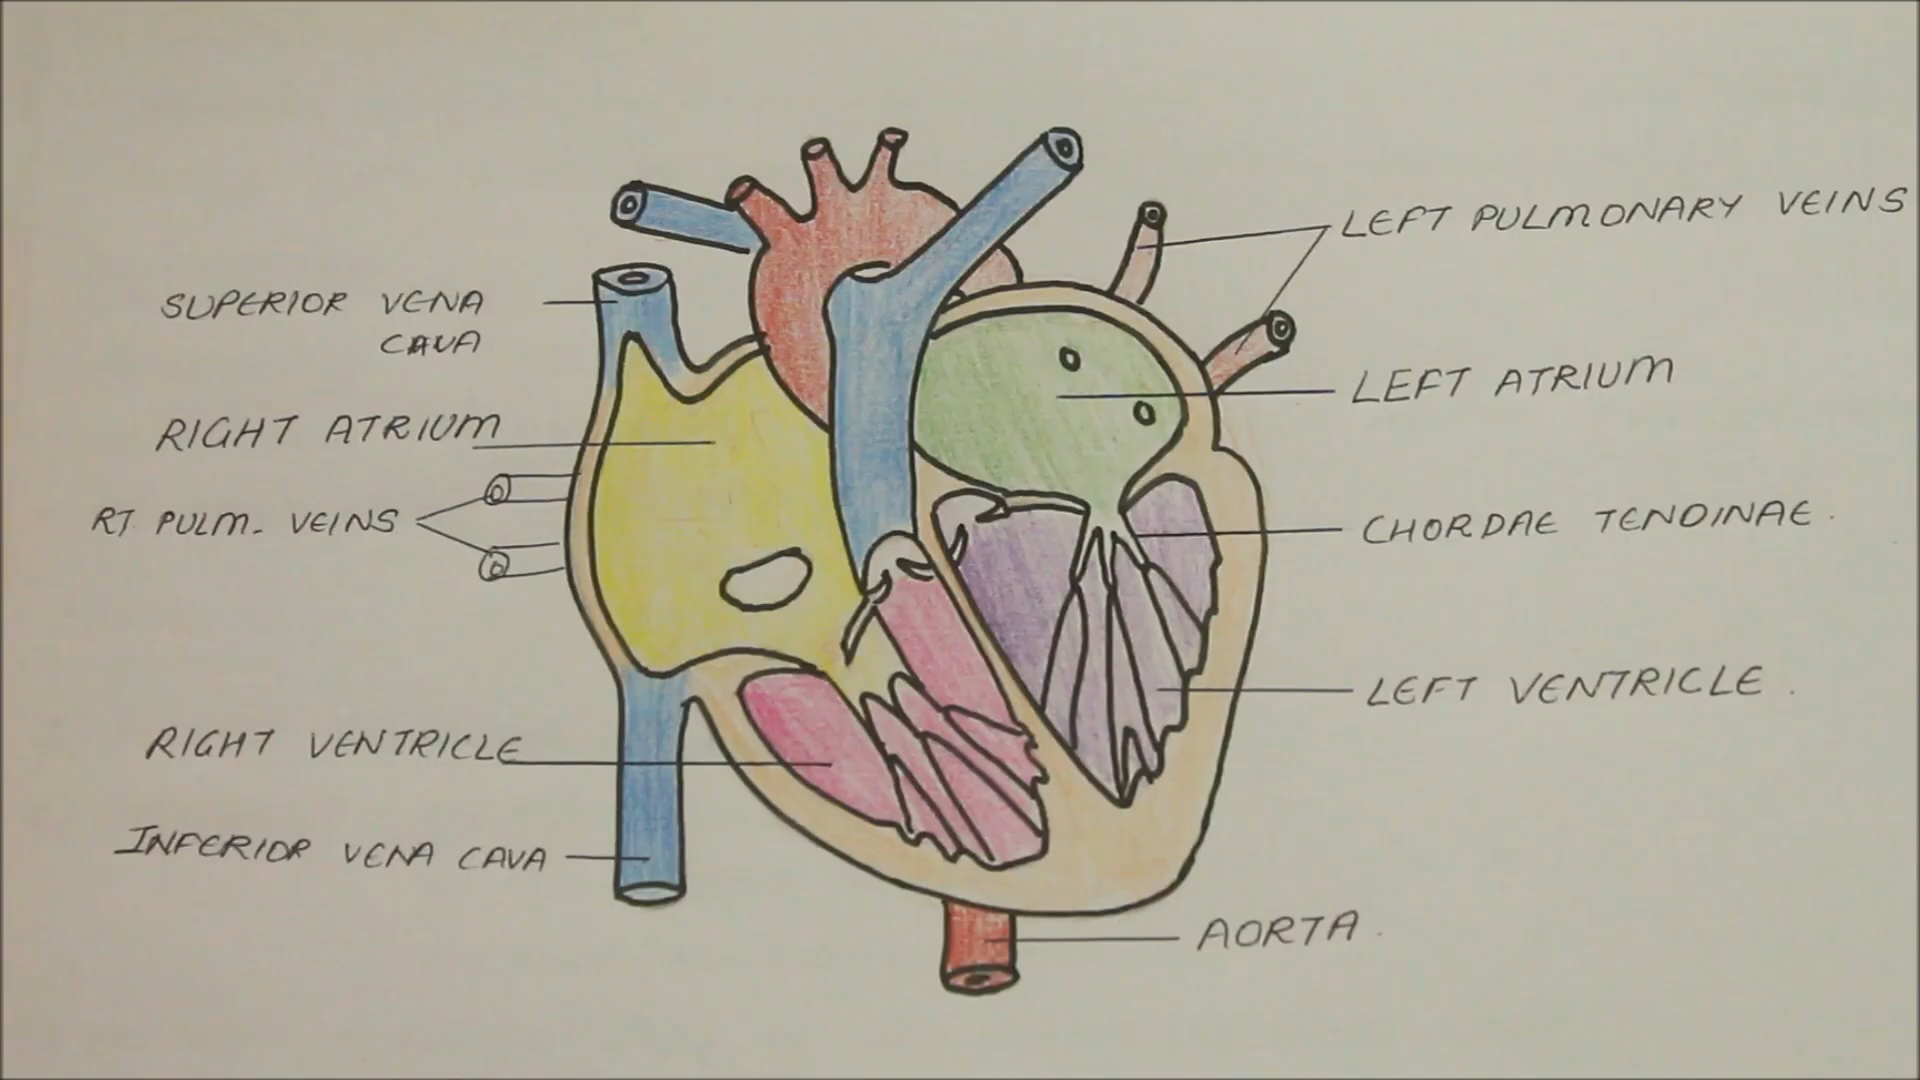 SUPERIOR VENA
CAVA
RIGHT ATRIUM
RT. PULM. VEINS
RIGHT VENTRICLE
INFERIOR VENA CAVA
LEFT PULMONARY VEINS
LEFT ATRIUM
CHORDAE TENDINAE.
LEFT VENTRICLE.
AORTA.